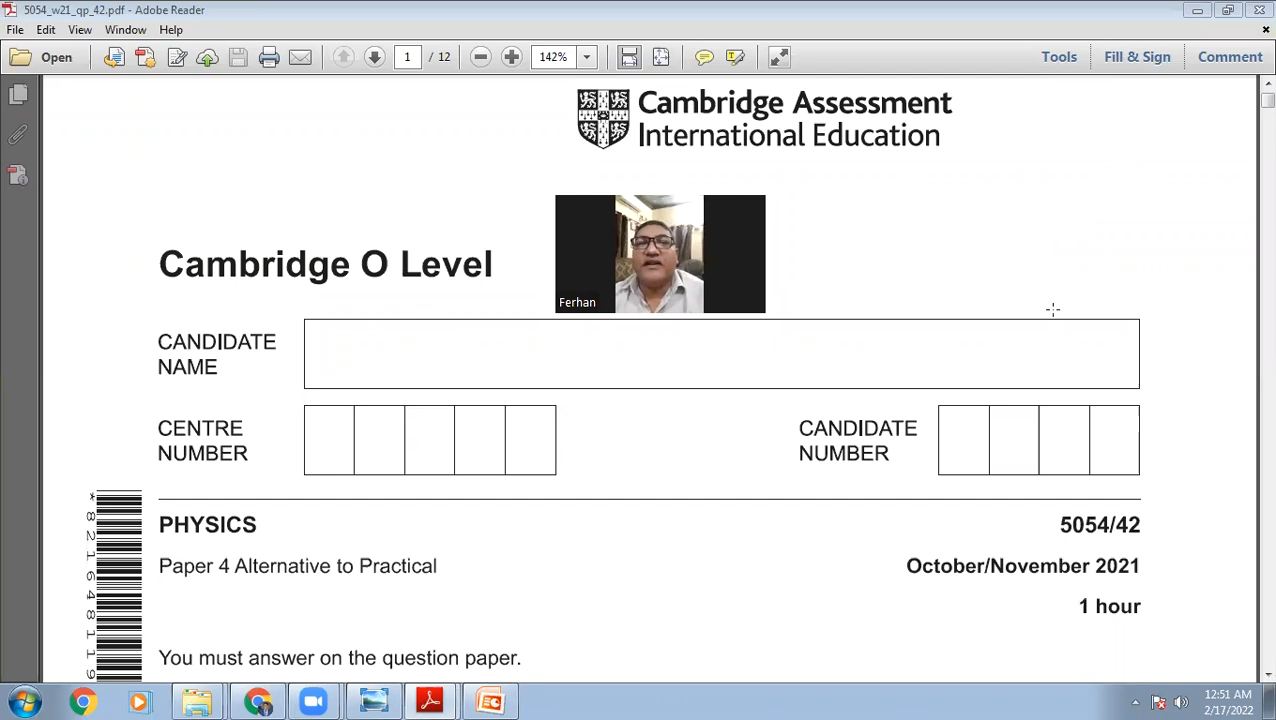 5054_w21_qp_42.pdf - Adobe Reader
File Edit View Window Help
Open 1 / 12 142% Tools Fill & Sign Comment
Cambridge Assessment
International Education
Cambridge O Level
Ferhan
CANDIDATE
NAME
CENTRE
NUMBER
CANDIDATE
NUMBER
PHYSICS 5054/42
Paper 4 Alternative to Practical October/November 2021
1 hour
You must answer on the question paper.
*8216481119
12:51 AM
2/17/2022